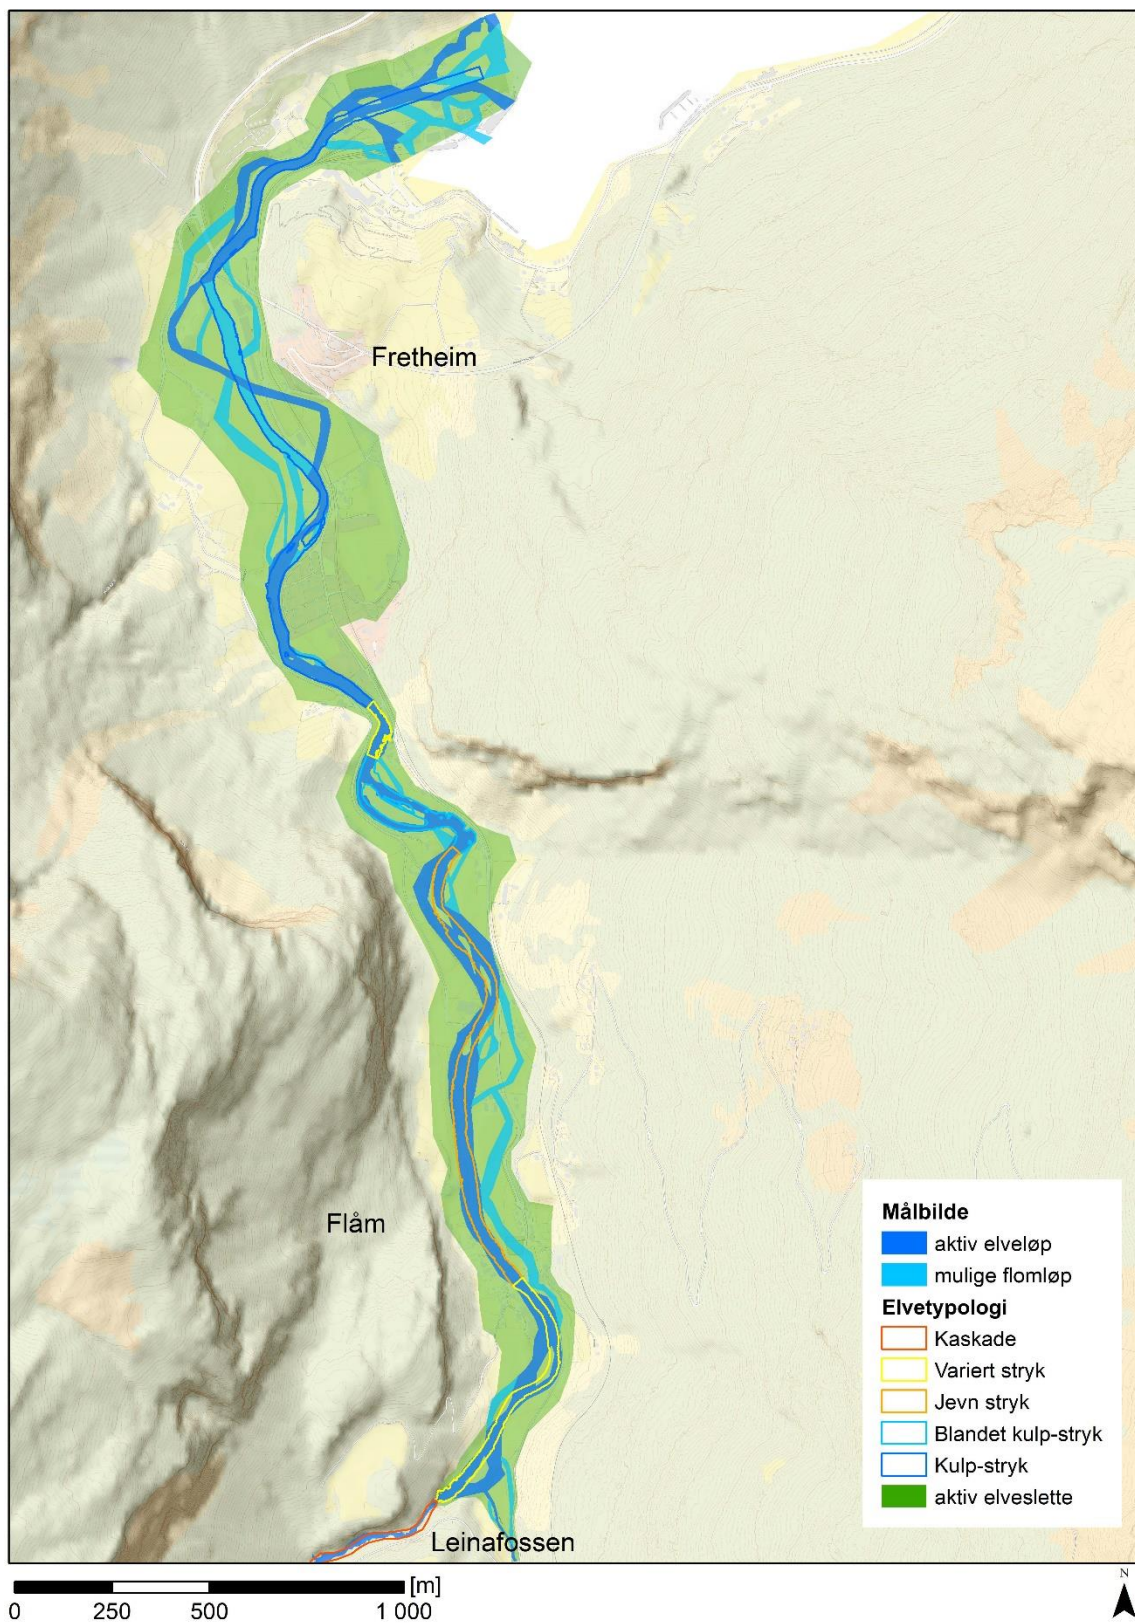 Fretheim
Flåm
Leinafossen
Målbilde
aktiv elveløp
mulige flomløp
Elvetypologi
Kaskade
Variert stryk
Jevn stryk
Blandet kulp-stryk
Kulp-stryk
aktiv elveslette
[m]
0 250 500 1 000
N